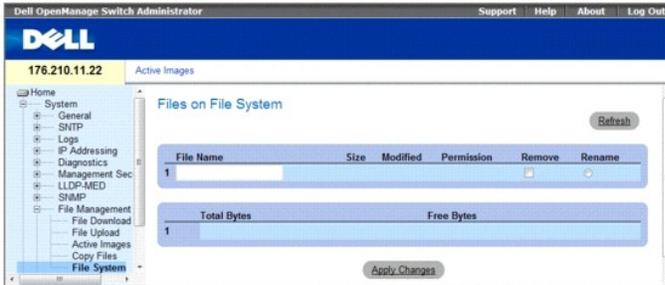 Dell OpenManage Switch Administrator Support Help About Log Out
DELL
176.210.11.22 Active Images
Home
System
General
SNTP
Logs
IP Addressing
Diagnostics
Management Sec
LLDP-MED
SNMP
File Management
File Download
File Upload
Active Images
Copy Files
File System
Files on File System
Refresh
File Name Size Modified Permission Remove Rename
1
Total Bytes Free Bytes
1
Apply Changes